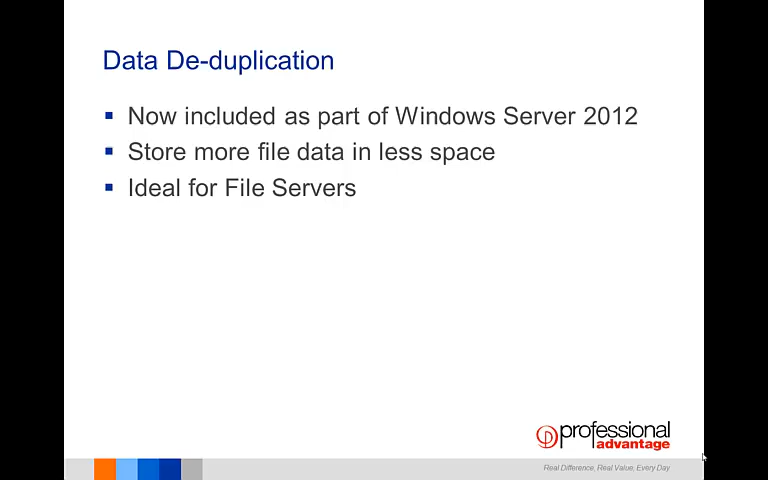 Data De-duplication
Now included as part of Windows Server 2012
Store more file data in less space
Ideal for File Servers
professional
advantage
Real Difference, Real Value, Every Day